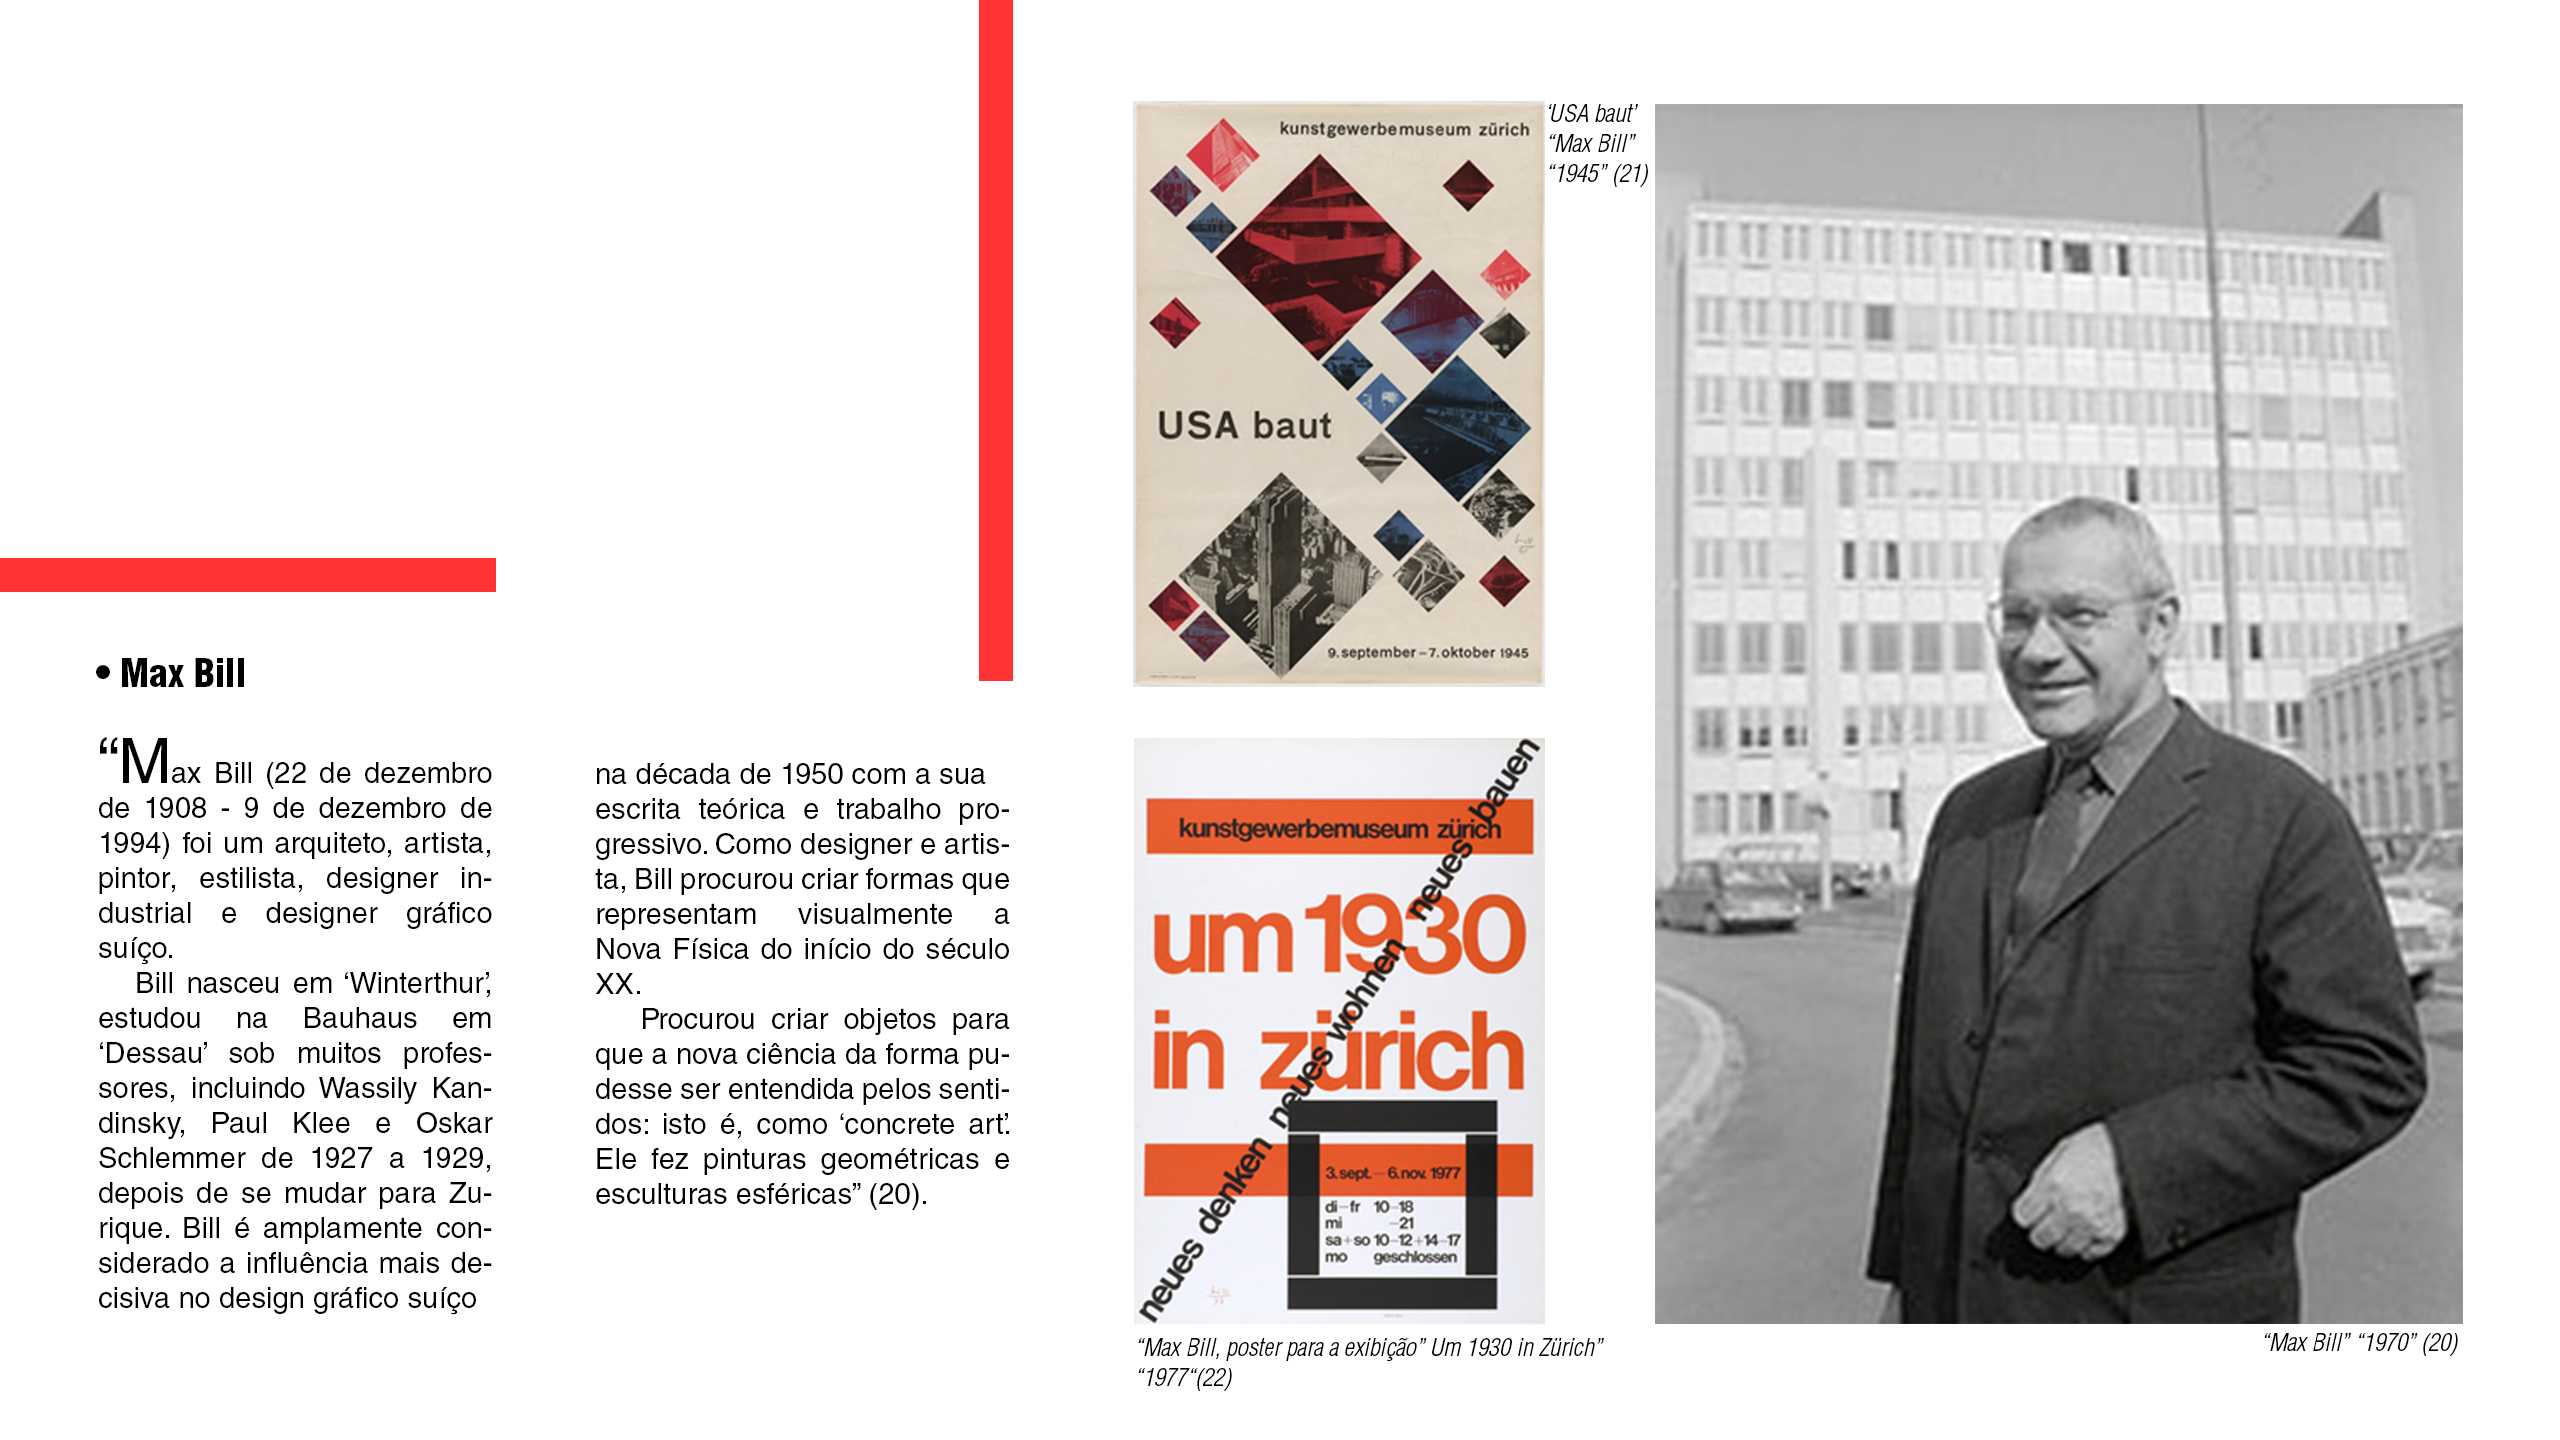 • Max Bill
“Max Bill (22 de dezembro
de 1908 - 9 de dezembro de
1994) foi um arquiteto, artista,
pintor, estilista, designer in-
dustrial e designer gráfico
suíço.
Bill nasceu em ‘Winterthur’,
estudou na Bauhaus em
‘Dessau’ sob muitos profes-
sores, incluindo Wassily Kan-
dinsky, Paul Klee e Oskar
Schlemmer de 1927 a 1929,
depois de se mudar para Zu-
rique. Bill é amplamente con-
siderado a influência mais de-
cisiva no design gráfico suíço
na década de 1950 com a sua
escrita teórica e trabalho pro-
gressivo. Como designer e artis-
ta, Bill procurou criar formas que
representam visualmente a
Nova Física do início do século
XX.
Procurou criar objetos para
que a nova ciência da forma pu-
desse ser entendida pelos senti-
dos: isto é, como ‘concrete art’.
Ele fez pinturas geométricas e
esculturas esféricas” (20).
kunstgewerbemuseum zürich
USA baut
9. september – 7. oktober 1945
‘USA baut’
“Max Bill”
“1945” (21)
kunstgewerbemuseum zürich
um 1930
in zürich
neues denken neues wohnen neues bauen
3. sept. – 6. nov. 1977
di–fr 10–18
mi –21
sa+so 10–12+14–17
mo geschlossen
“Max Bill, poster para a exibição” Um 1930 in Zürich”
“1977“(22)
“Max Bill” “1970” (20)